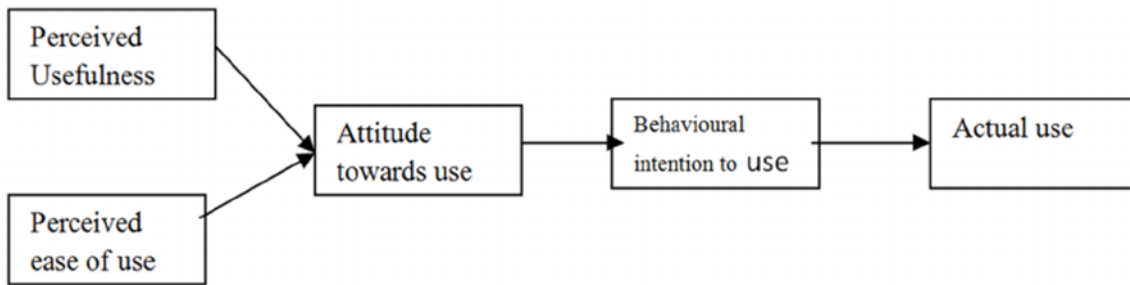 Perceived
Usefulness
Perceived
ease of use
Attitude
towards use
Behavioural
intention to use
Actual use